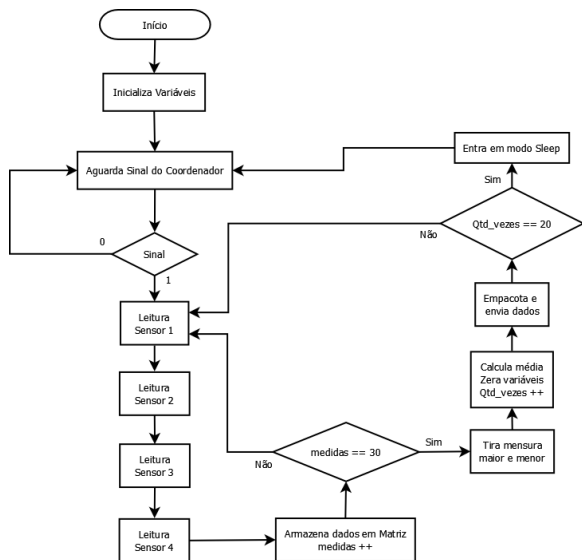 Início
Inicializa Variáveis
Aguarda Sinal do Coordenador
0
Sinal
1
Leitura
Sensor 1
Leitura
Sensor 2
Leitura
Sensor 3
Leitura
Sensor 4
Armazena dados em Matriz
medidas ++
medidas == 30
Não
Sim
Tira mensura
maior e menor
Calcula média
Zera variáveis
Qtd_vezes ++
Empacota e
envia dados
Qtd_vezes == 20
Não
Sim
Entra em modo Sleep